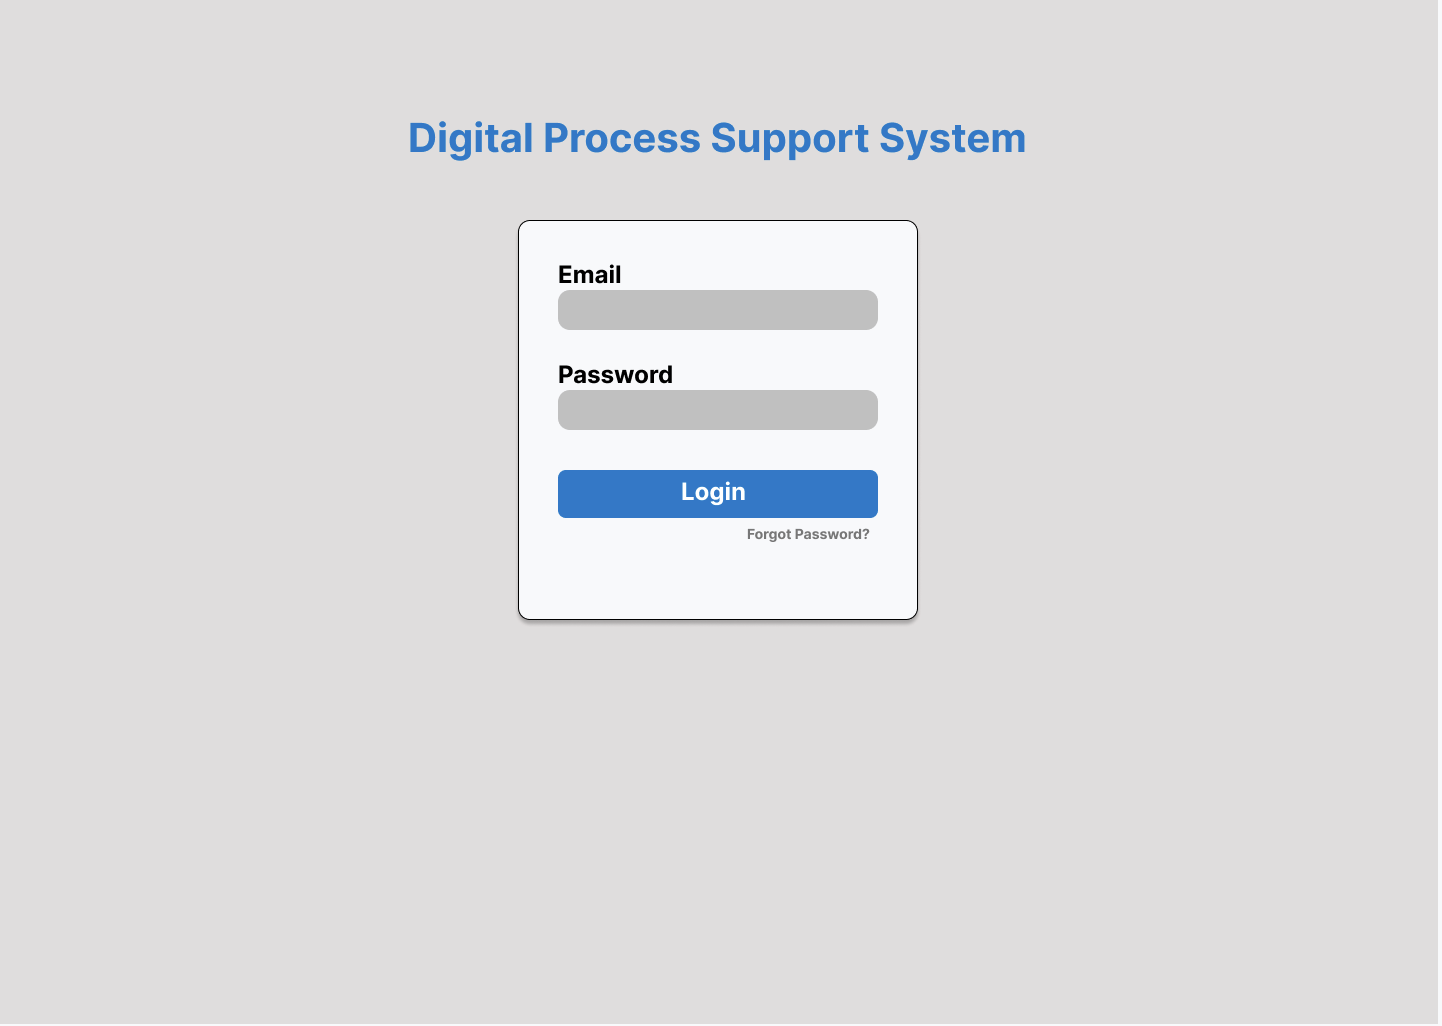 Digital Process Support System
Email
Password
Login
Forgot Password?